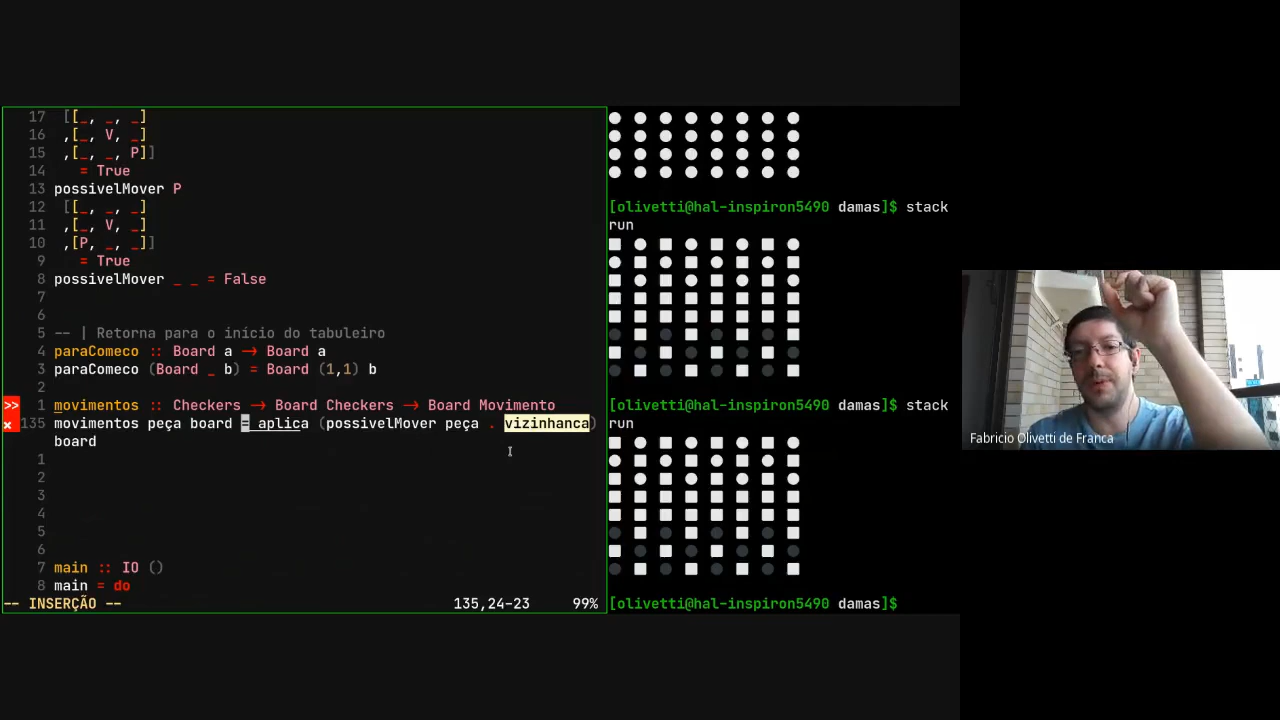 17 [[_, _, _]
16 ,[_, V, _]
15 ,[_, _, P]]
14 = True
13 possivelMover P
12 [[_, _, _]
11 ,[_, V, _]
10 ,[P, _, _]]
9 = True
8 possivelMover _ _ = False
7
6
5 -- | Retorna para o inicio do tabuleiro
4 paraComeco :: Board a → Board a
3 paraComeco (Board _ b) = Board (1,1) b
2
>> 1 movimentos :: Checkers → Board Checkers → Board Movimento
× 135 movimentos peça board = aplica (possivelMover peça . vizinhanca)
board
1
2
3
4
5
6
7 main :: IO ()
8 main = do
-- INSERÇÃO -- 135,24-23 99%
[olivetti@hal-inspiron5490 damas]$ stack
run
[olivetti@hal-inspiron5490 damas]$ stack
run
[olivetti@hal-inspiron5490 damas]$
Fabricio Olivetti de Franca